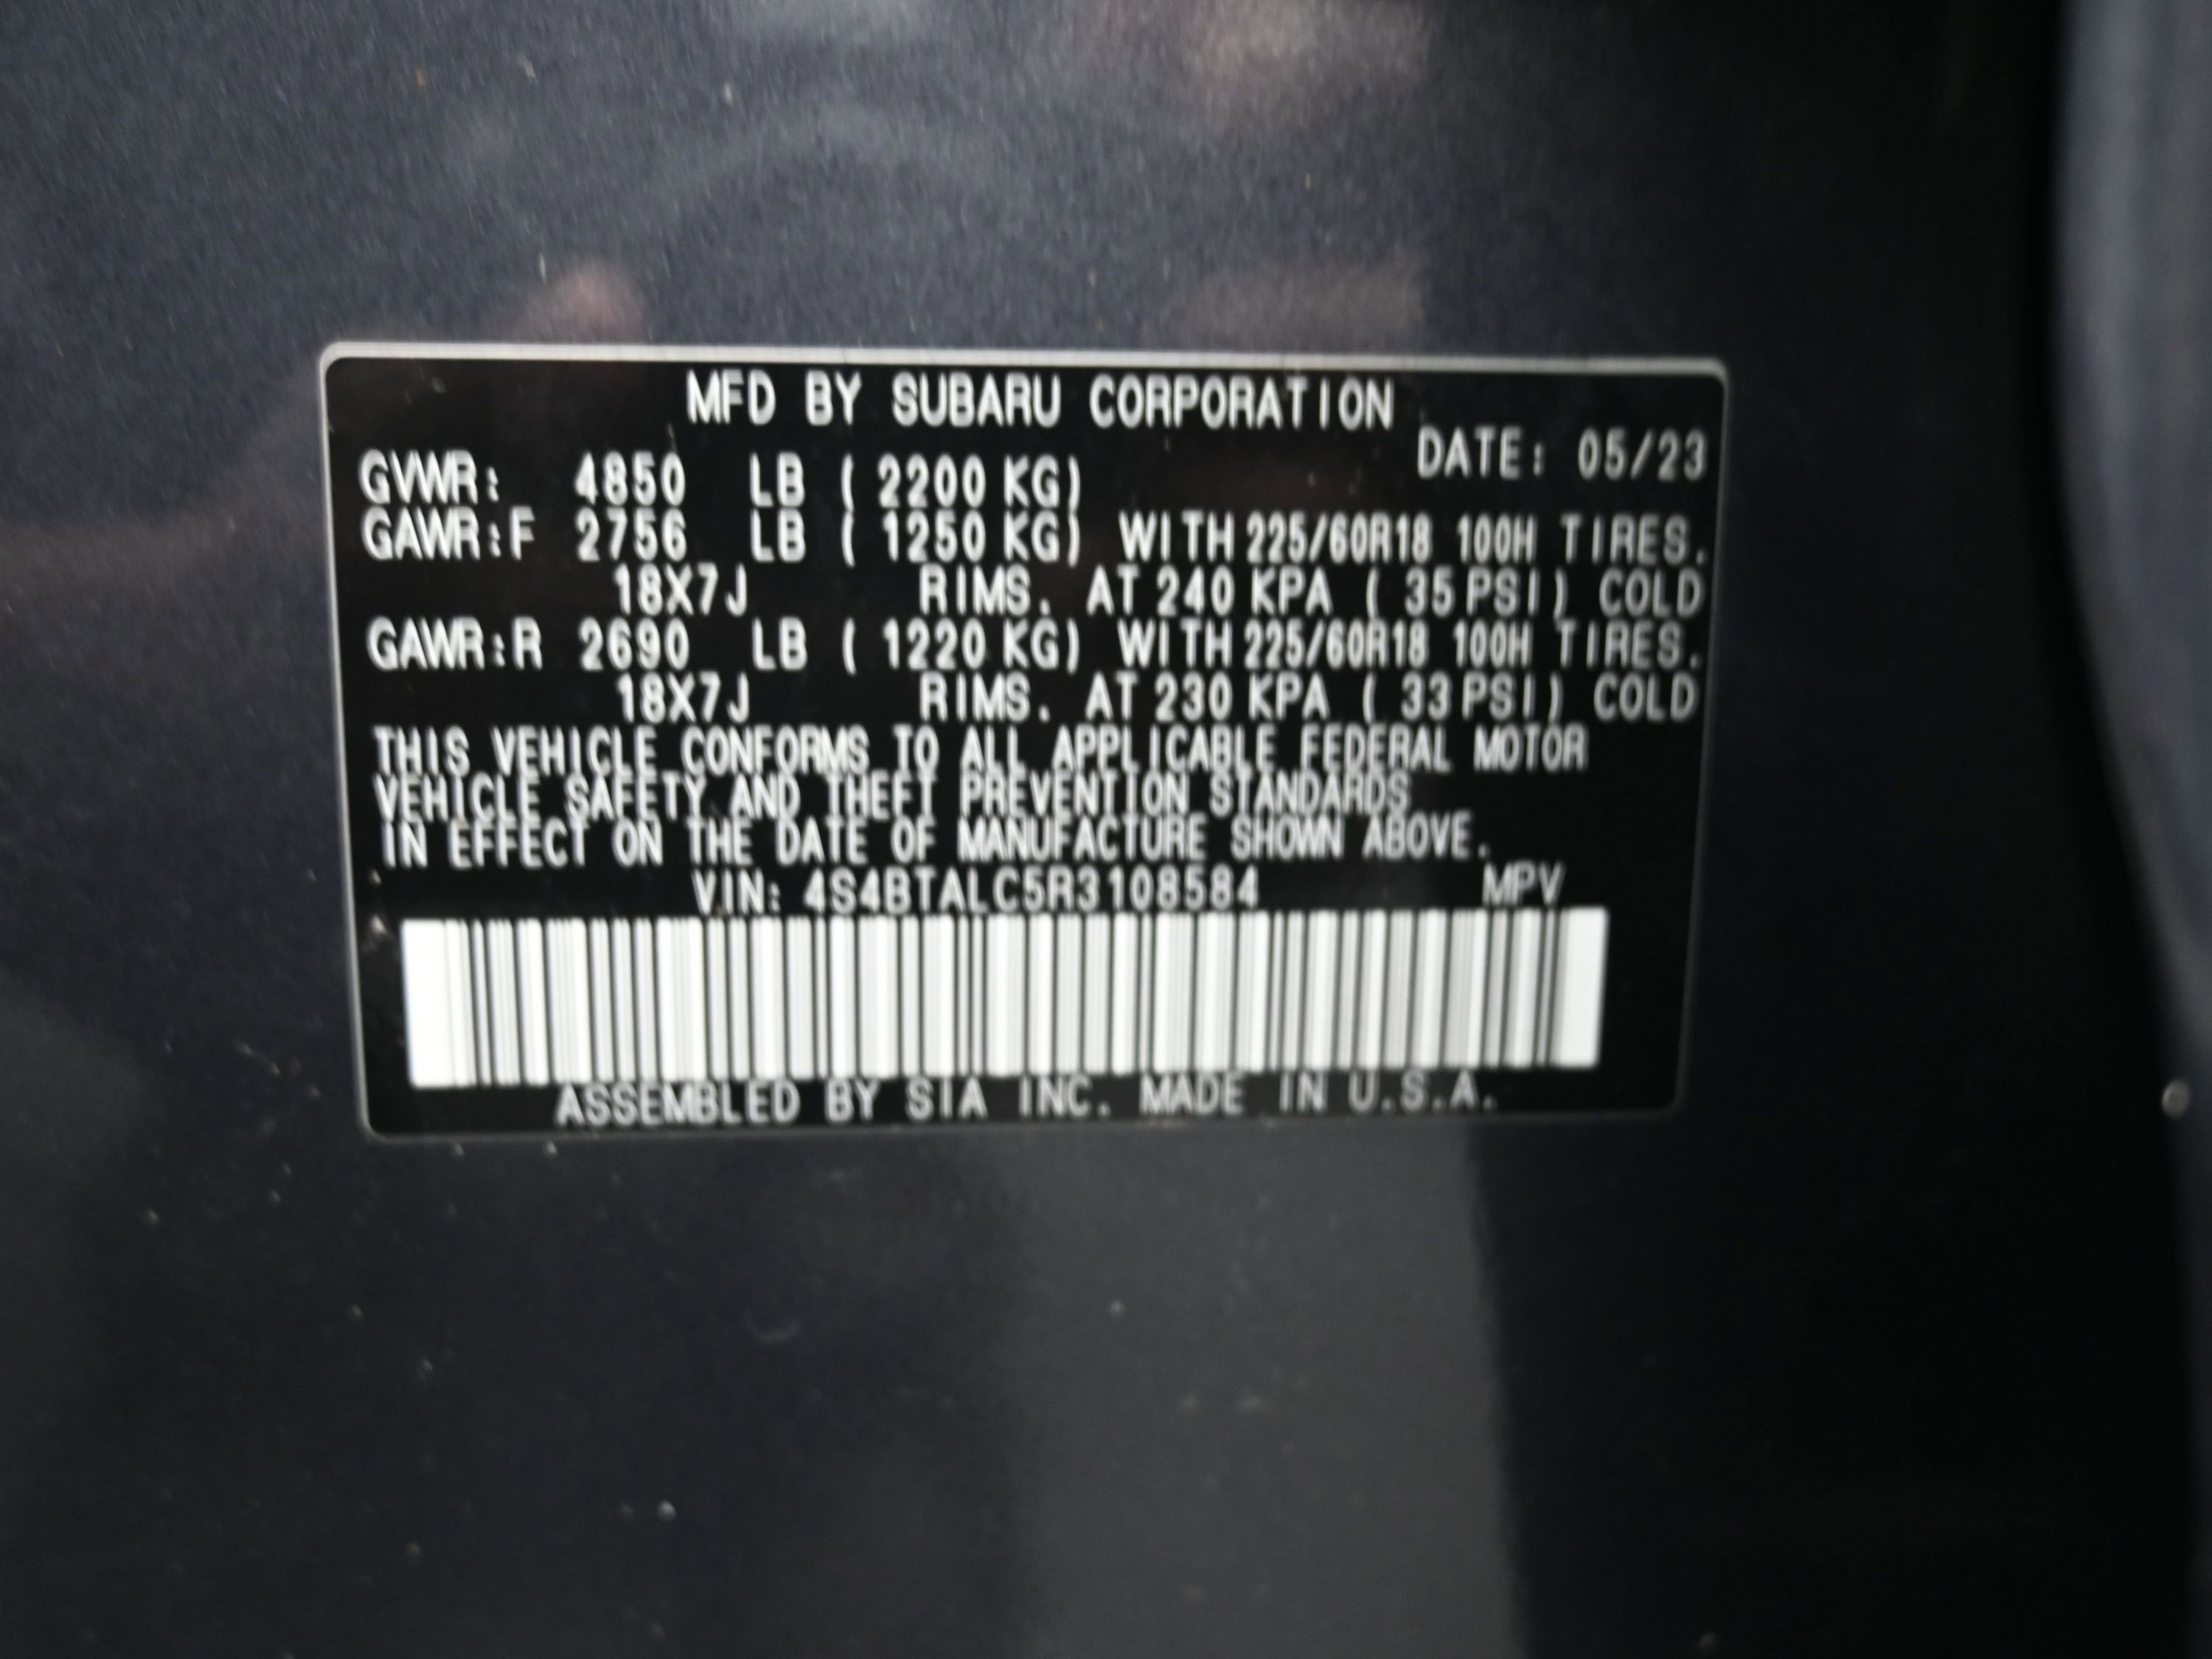 MFD BY SUBARU CORPORATION
DATE: 05/23
GVWR: 4850 LB ( 2200 KG)
GAWR:F 2756 LB ( 1250 KG) WITH 225/60R18 100H TIRES.
18X7J RIMS. AT 240 KPA ( 35 PSI) COLD
GAWR:R 2690 LB ( 1220 KG) WITH 225/60R18 100H TIRES.
18X7J RIMS. AT 230 KPA ( 33 PSI) COLD
THIS VEHICLE CONFORMS TO ALL APPLICABLE FEDERAL MOTOR
VEHICLE SAFETY AND THEFT PREVENTION STANDARDS
IN EFFECT ON THE DATE OF MANUFACTURE SHOWN ABOVE.
VIN: 4S4BTALC5R3108584 MPV
ASSEMBLED BY SIA INC. MADE IN U.S.A.